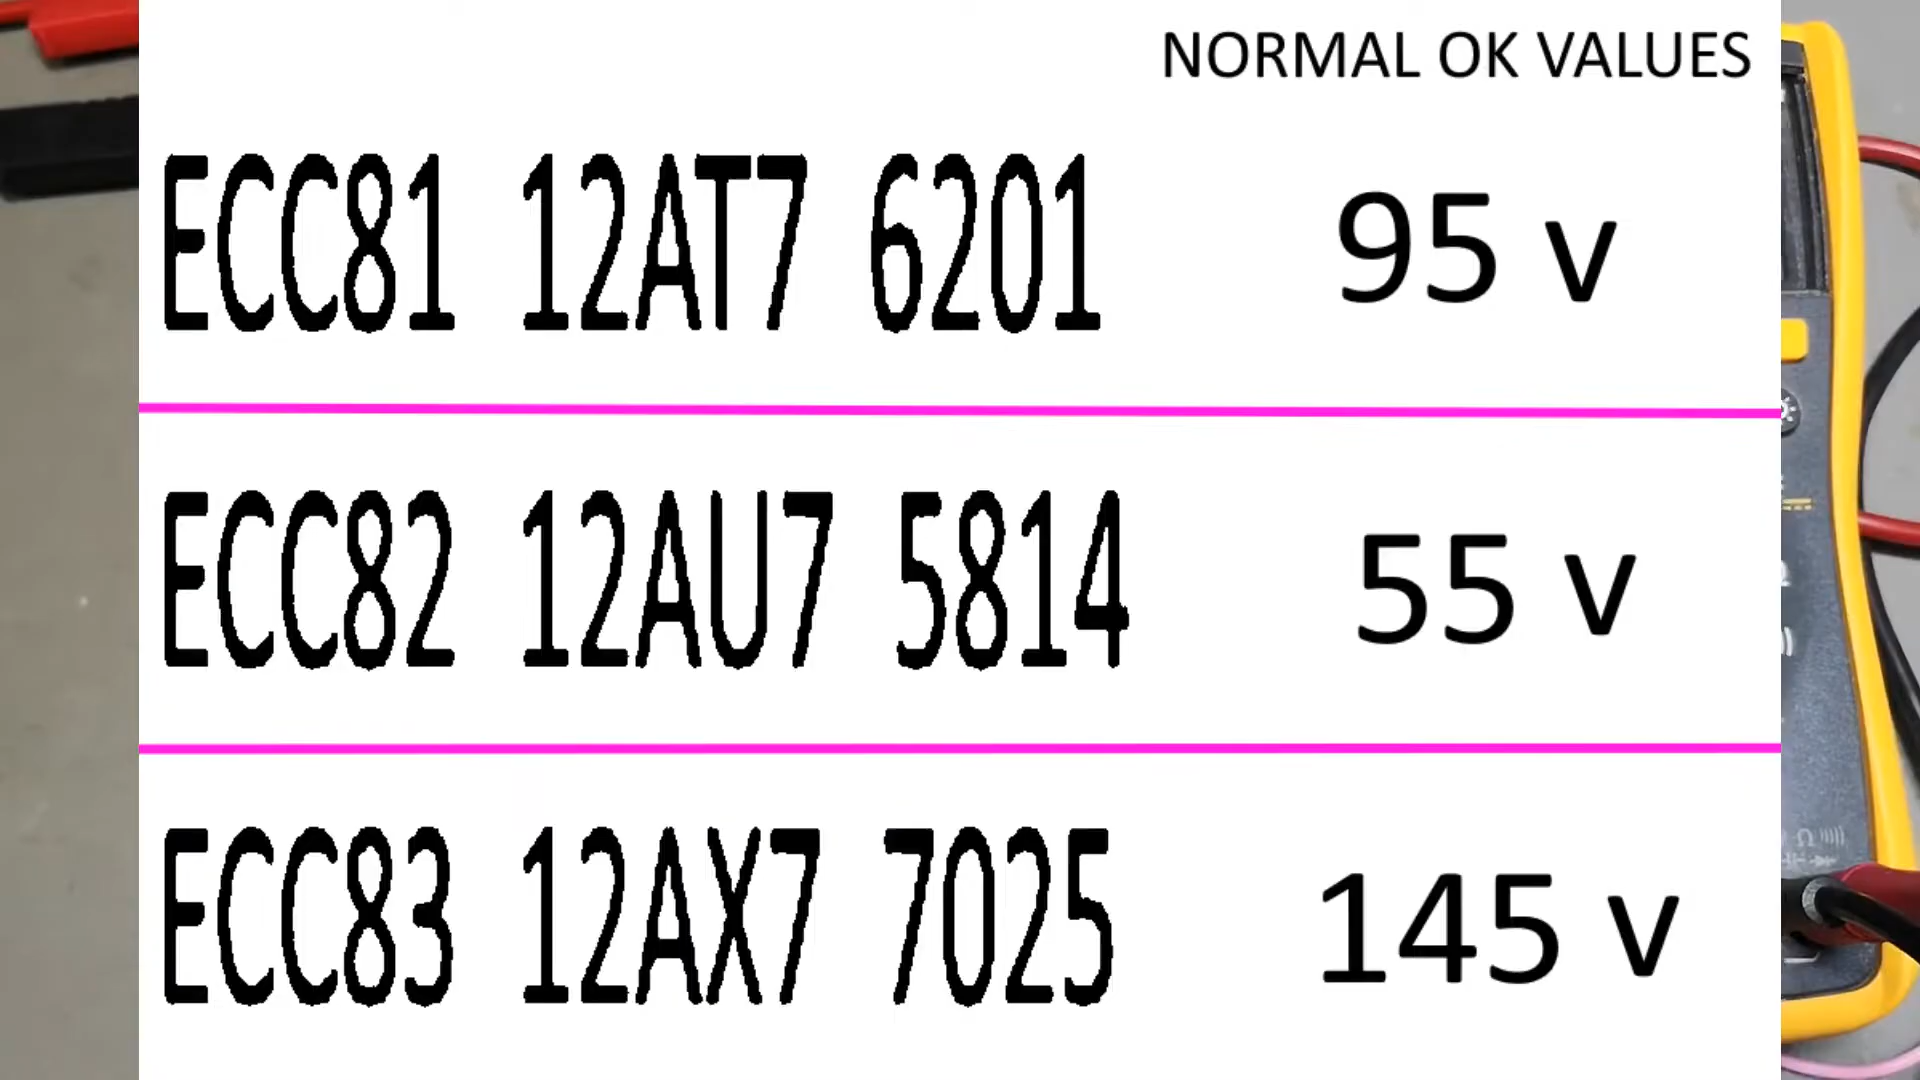 NORMAL OK VALUES
ECC81 12AT7 6201 95 v
ECC82 12AU7 5814 55 v
ECC83 12AX7 7025 145 v